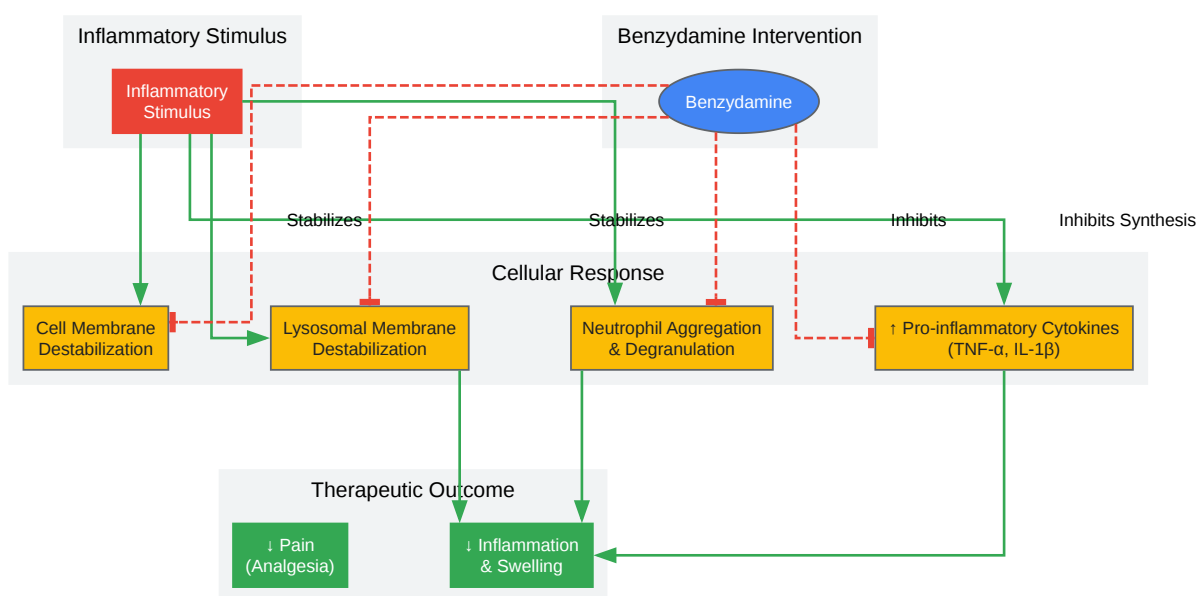 Inflammatory Stimulus
Benzydamine Intervention
Inflammatory
Stimulus
Benzydamine
Stabilizes
Stabilizes
Inhibits
Inhibits Synthesis
Cellular Response
Cell Membrane
Destabilization
Lysosomal Membrane
Destabilization
Neutrophil Aggregation
& Degranulation
↑ Pro-inflammatory Cytokines
(TNF-α, IL-1β)
Therapeutic Outcome
↓ Pain
(Analgesia)
↓ Inflammation
& Swelling